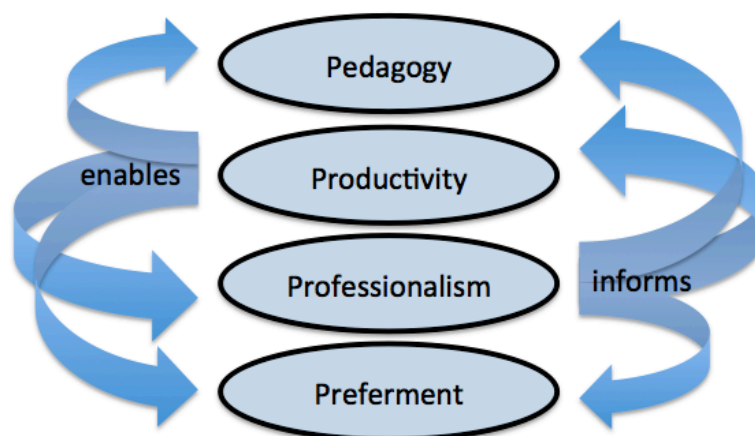 Pedagogy
enables
Productivity
Professionalism
informs
Preferment